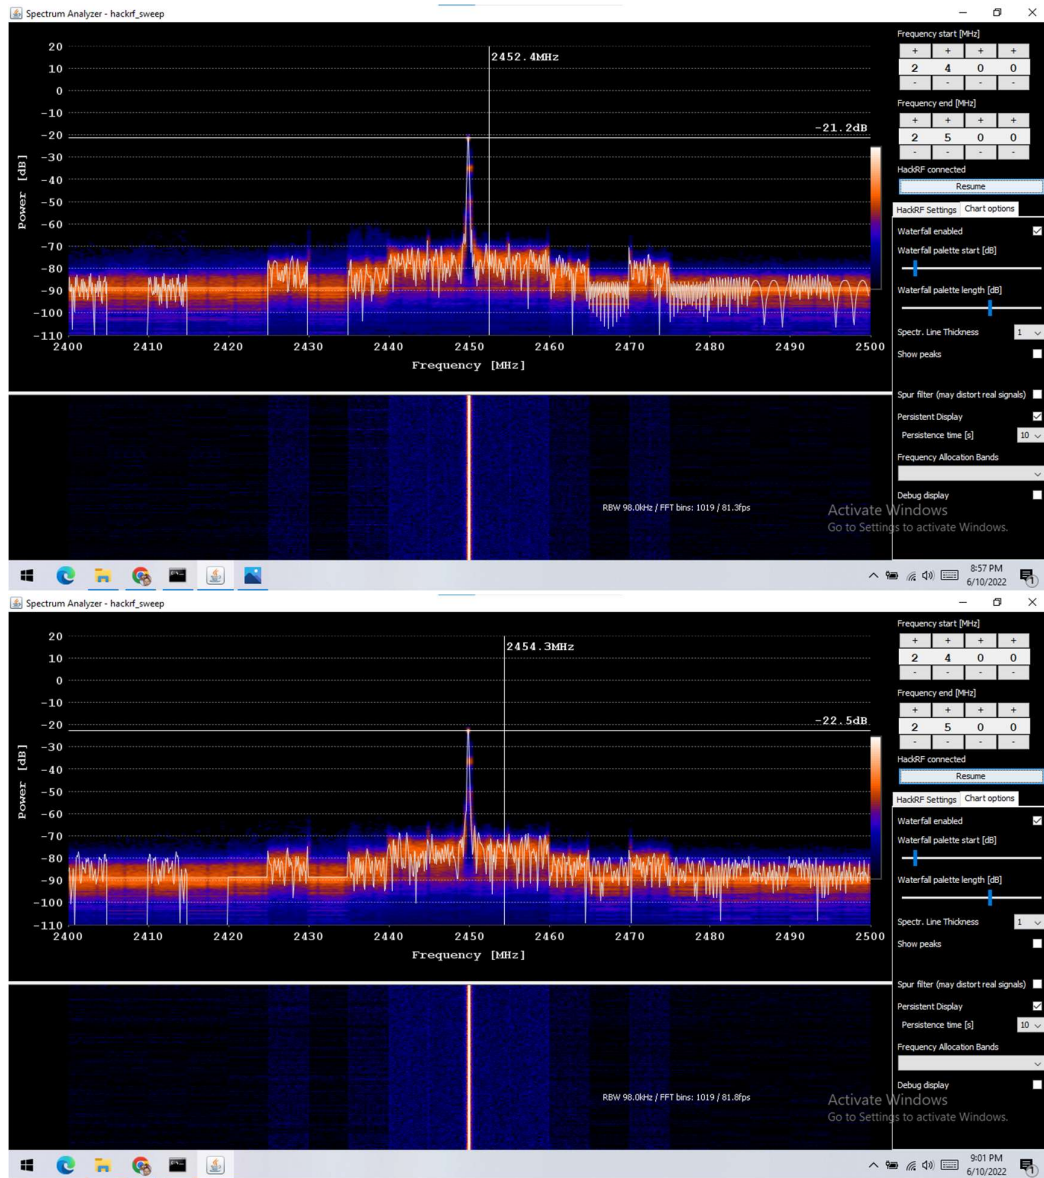 Spectrum Analyzer - hackrf_sweep
Frequency start [MHz]
+ + + +
2 4 0 0
- - - -
Frequency end [MHz]
+ + + +
2 5 0 0
- - - -
HackRF connected
Resume
HackRF Settings Chart options
Waterfall enabled
Waterfall palette start [dB]
Waterfall palette length [dB]
Spectr. Line Thickness 1
Show peaks
Spur filter (may distort real signals)
Persistent Display
Persistence time [s] 10
Frequency Allocation Bands
Debug display
2452.4MHz
-21.2dB
Power [dB]
20
10
0
-10
-20
-30
-40
-50
-60
-70
-80
-90
-100
-110
2400 2410 2420 2430 2440 2450 2460 2470 2480 2490 2500
Frequency [MHz]
RBW 98.0kHz / FFT bins: 1019 / 81.3fps
Activate Windows
Go to Settings to activate Windows.
8:57 PM
6/10/2022
1
Spectrum Analyzer - hackrf_sweep
Frequency start [MHz]
+ + + +
2 4 0 0
- - - -
Frequency end [MHz]
+ + + +
2 5 0 0
- - - -
HackRF connected
Resume
HackRF Settings Chart options
Waterfall enabled
Waterfall palette start [dB]
Waterfall palette length [dB]
Spectr. Line Thickness 1
Show peaks
Spur filter (may distort real signals)
Persistent Display
Persistence time [s] 10
Frequency Allocation Bands
Debug display
2454.3MHz
-22.5dB
Power [dB]
20
10
0
-10
-20
-30
-40
-50
-60
-70
-80
-90
-100
-110
2400 2410 2420 2430 2440 2450 2460 2470 2480 2490 2500
Frequency [MHz]
RBW 98.0kHz / FFT bins: 1019 / 81.8fps
Activate Windows
Go to Settings to activate Windows.
9:01 PM
6/10/2022
1